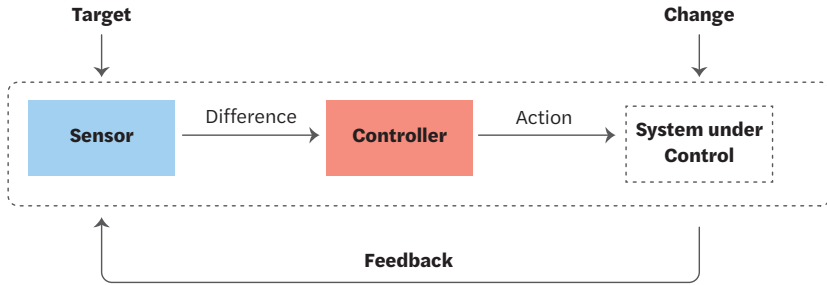 Target
Change
Sensor
Difference
Controller
Action
System under
Control
Feedback